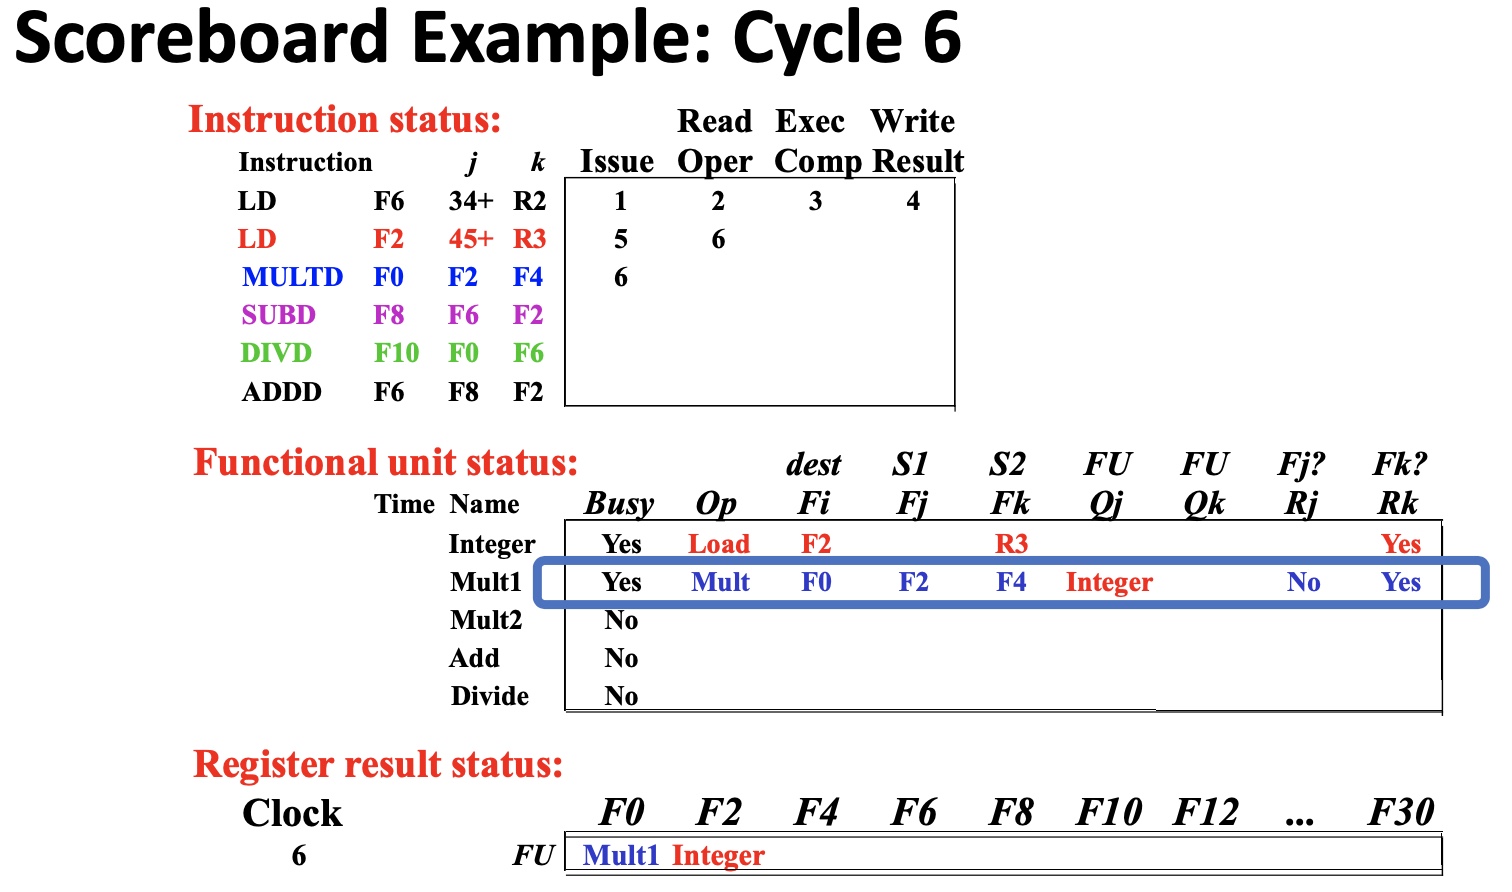 Scoreboard Example: Cycle 6
Instruction status:
Read Exec Write
Instruction j k Issue Oper Comp Result
LD F6 34+ R2 1 2 3 4
LD F2 45+ R3 5 6
MULTD F0 F2 F4 6
SUBD F8 F6 F2
DIVD F10 F0 F6
ADDD F6 F8 F2
Functional unit status:
dest S1 S2 FU FU Fj? Fk?
Time Name Busy Op Fi Fj Fk Qj Qk Rj Rk
Integer Yes Load F2 R3 Yes
Mult1 Yes Mult F0 F2 F4 Integer No Yes
Mult2 No
Add No
Divide No
Register result status:
Clock F0 F2 F4 F6 F8 F10 F12 ... F30
6 FU Mult1 Integer